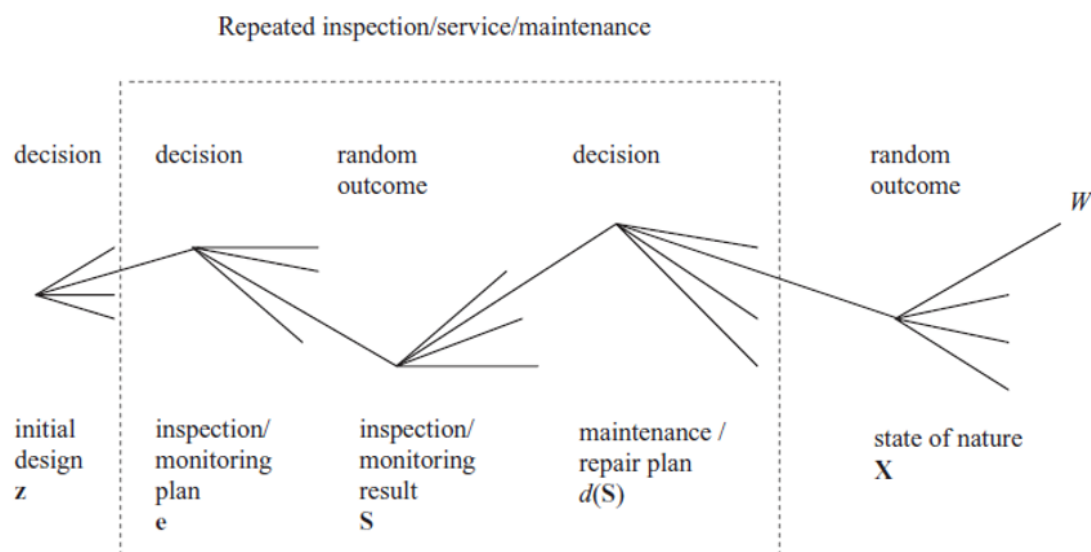 Repeated inspection/service/maintenance
decision
decision
random
outcome
decision
random
outcome
W
initial
design
z
inspection/
monitoring
plan
e
inspection/
monitoring
result
S
maintenance /
repair plan
d(S)
state of nature
X